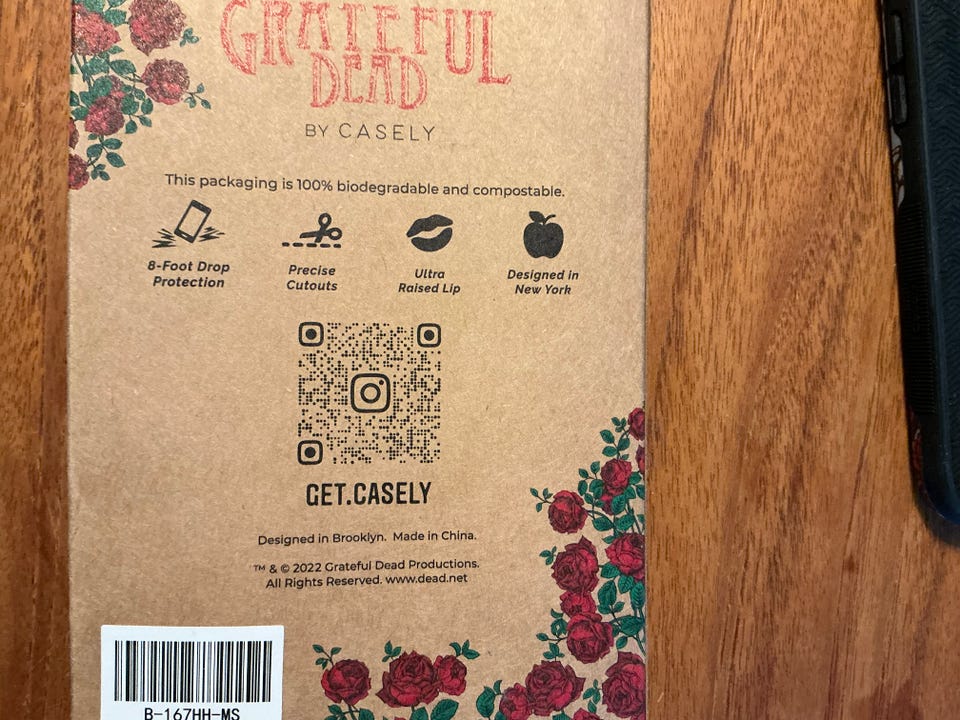 GRATEFUL
DEAD
BY CASELY
This packaging is 100% biodegradable and compostable.
8-Foot Drop
Protection
Precise
Cutouts
Ultra
Raised Lip
Designed in
New York
GET.CASELY
Designed in Brooklyn. Made in China.
™ & © 2022 Grateful Dead Productions.
All Rights Reserved. www.dead.net
B-167HH-MS